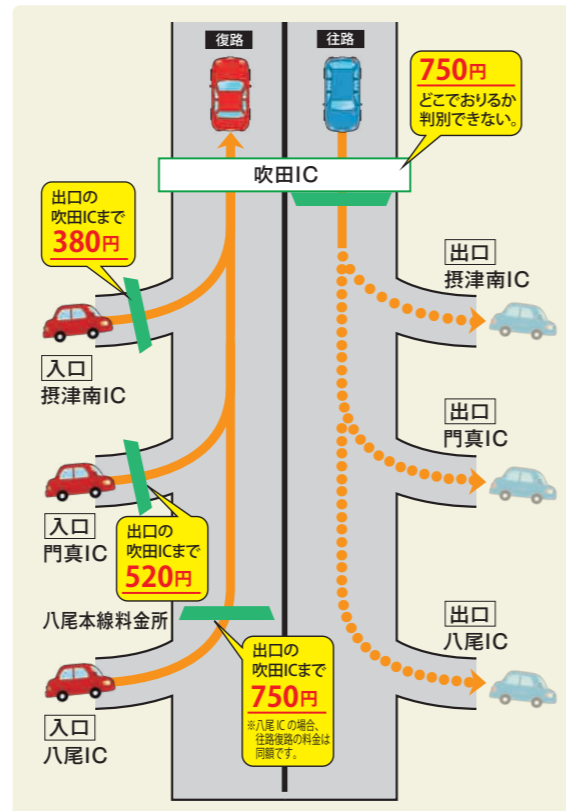 復路
往路
750円
どこでおりるか
判別できない。
吹田IC
出口の
吹田ICまで
380円
出口
摂津南IC
入口
摂津南IC
出口
門真IC
入口
門真IC
出口の
吹田ICまで
520円
八尾本線料金所
出口
八尾IC
出口の
吹田ICまで
750円
※八尾ICの場合、
往路復路の料金は
同額です。
入口
八尾IC